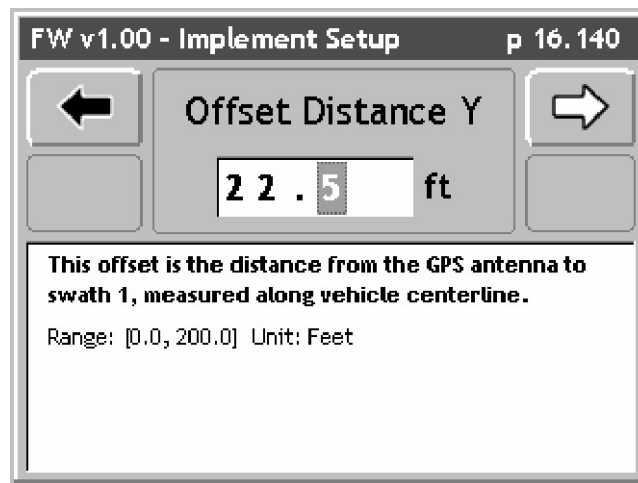 FW v1.00 - Implement Setup p 16.140
Offset Distance Y
22.5 ft
This offset is the distance from the GPS antenna to
swath 1, measured along vehicle centerline.
Range: [0.0, 200.0] Unit: Feet